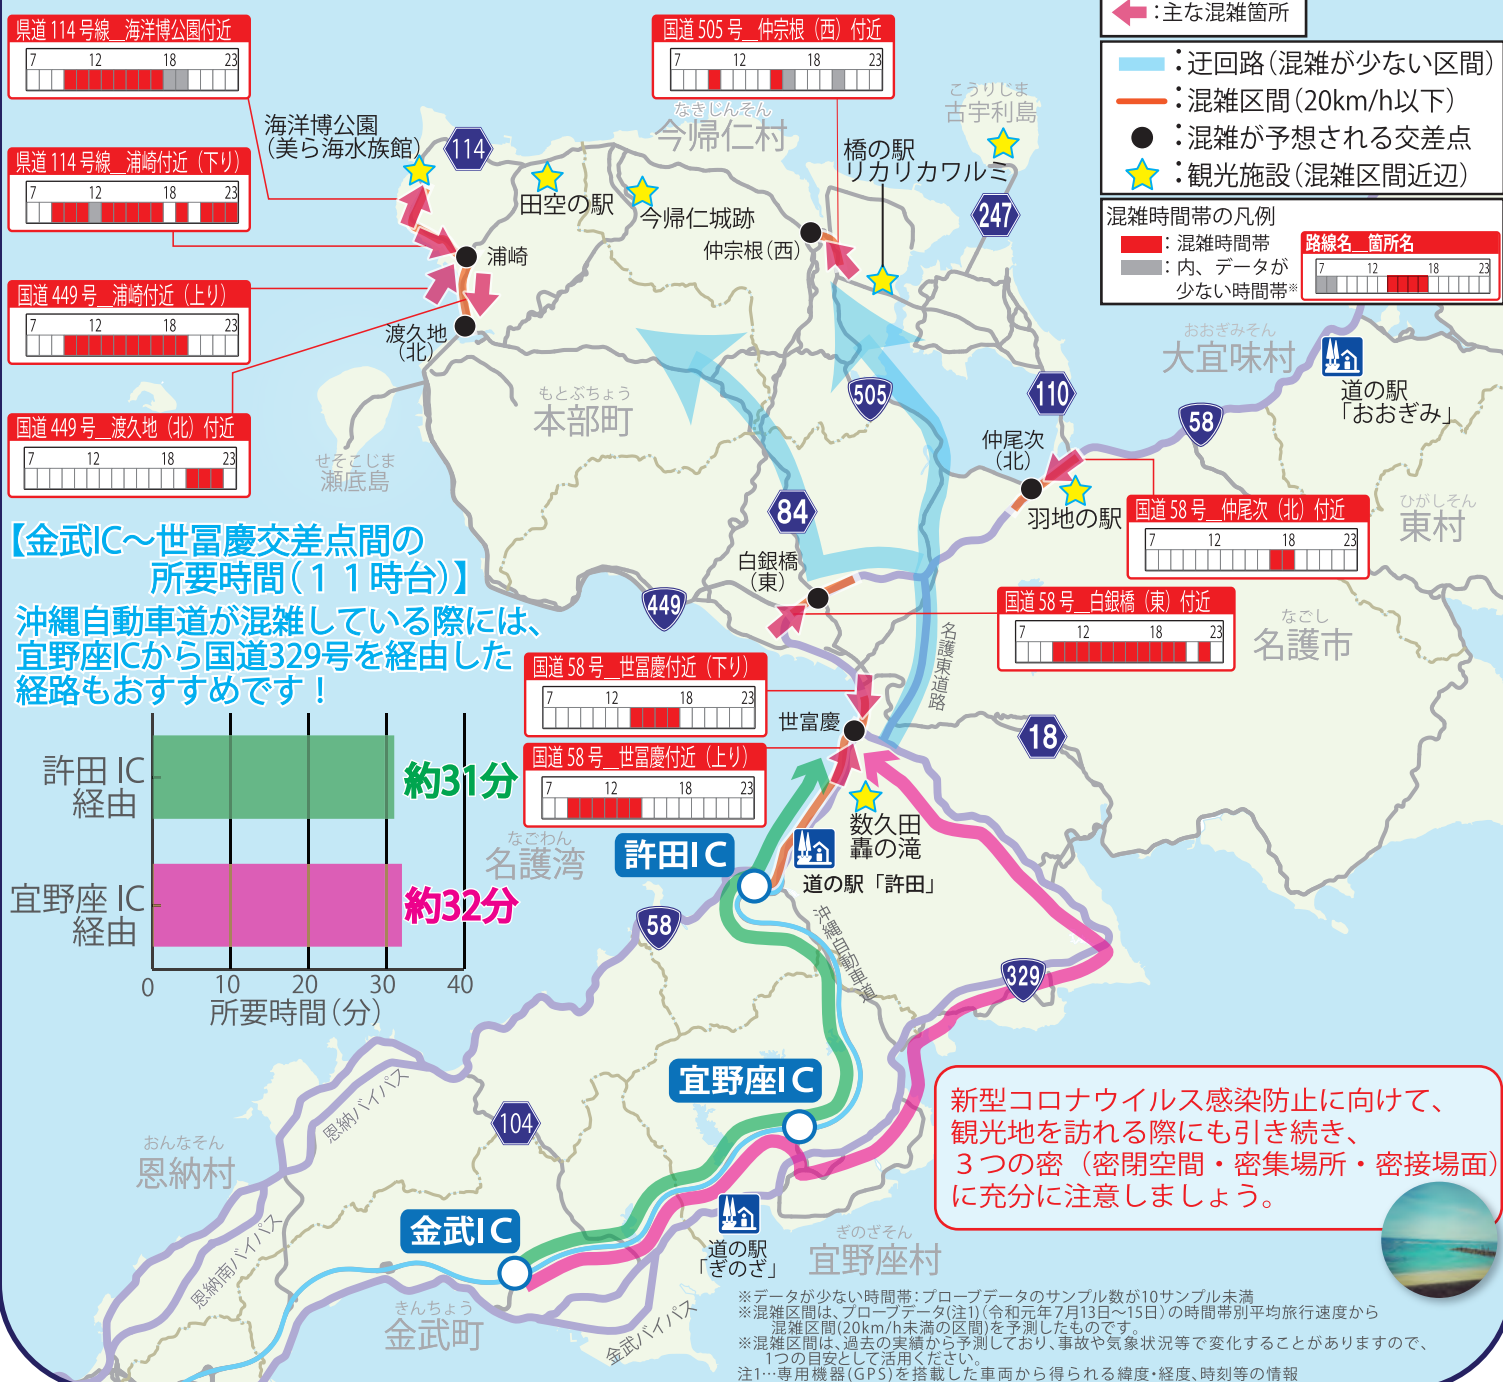 ：主な混雑箇所
：迂回路（混雑が少ない区間）
：混雑区間（20km/h以下）
：混雑が予想される交差点
：観光施設（混雑区間近辺）
混雑時間帯の凡例
：混雑時間帯
：内、データが
少ない時間帯※
路線名＿箇所名
7 12 18 23
県道114号線＿海洋博公園付近
7 12 18 23
県道114号線＿浦崎付近（下り）
7 12 18 23
国道449号＿浦崎付近（上り）
7 12 18 23
国道449号＿渡久地（北）付近
7 12 18 23
国道505号＿仲宗根（西）付近
7 12 18 23
海洋博公園
（美ら海水族館）
114
田空の駅
なきじんそん
今帰仁村
今帰仁城跡
橋の駅
リカリカワルミ
こうりじま
古宇利島
247
仲宗根（西）
浦崎
渡久地
（北）
もとぶちょう
本部町
せそこじま
瀬底島
505
110
58
おおぎみそん
大宜味村
道の駅
「おおぎみ」
仲尾次
（北）
羽地の駅
国道58号＿仲尾次（北）付近
7 12 18 23
ひがしそん
東村
84
白銀橋
（東）
449
国道58号＿白銀橋（東）付近
7 12 18 23
なごし
名護市
名護東道路
【金武IC～世冨慶交差点間の
所要時間（１１時台）】
沖縄自動車道が混雑している際には、
宜野座ICから国道329号を経由した
経路もおすすめです！
許田 IC
経由
約31分
宜野座 IC
経由
約32分
0 10 20 30 40
所要時間（分）
国道58号＿世冨慶付近（下り）
7 12 18 23
国道58号＿世冨慶付近（上り）
7 12 18 23
世冨慶
18
数久田
轟の滝
なごわん
名護湾
許田IC
道の駅「許田」
58
沖縄自動車道
329
宜野座IC
104
恩納バイパス
おんなそん
恩納村
恩納南バイパス
金武IC
道の駅
「ぎのざ」
ぎのざそん
宜野座村
きんちょう
金武町
金武バイパス
新型コロナウイルス感染防止に向けて、
観光地を訪れる際にも引き続き、
３つの密（密閉空間・密集場所・密接場面）
に充分に注意しましょう。
※データが少ない時間帯：プローブデータのサンプル数が10サンプル未満
※混雑区間は、プローブデータ(注1)（令和元年7月13日～15日）の時間帯別平均旅行速度から
混雑区間(20km/h未満の区間)を予測したものです。
※混雑区間は、過去の実績から予測しており、事故や気象状況等で変化することがありますので、
1つの目安として活用ください。
注1…専用機器(GPS)を搭載した車両から得られる緯度・経度、時刻等の情報